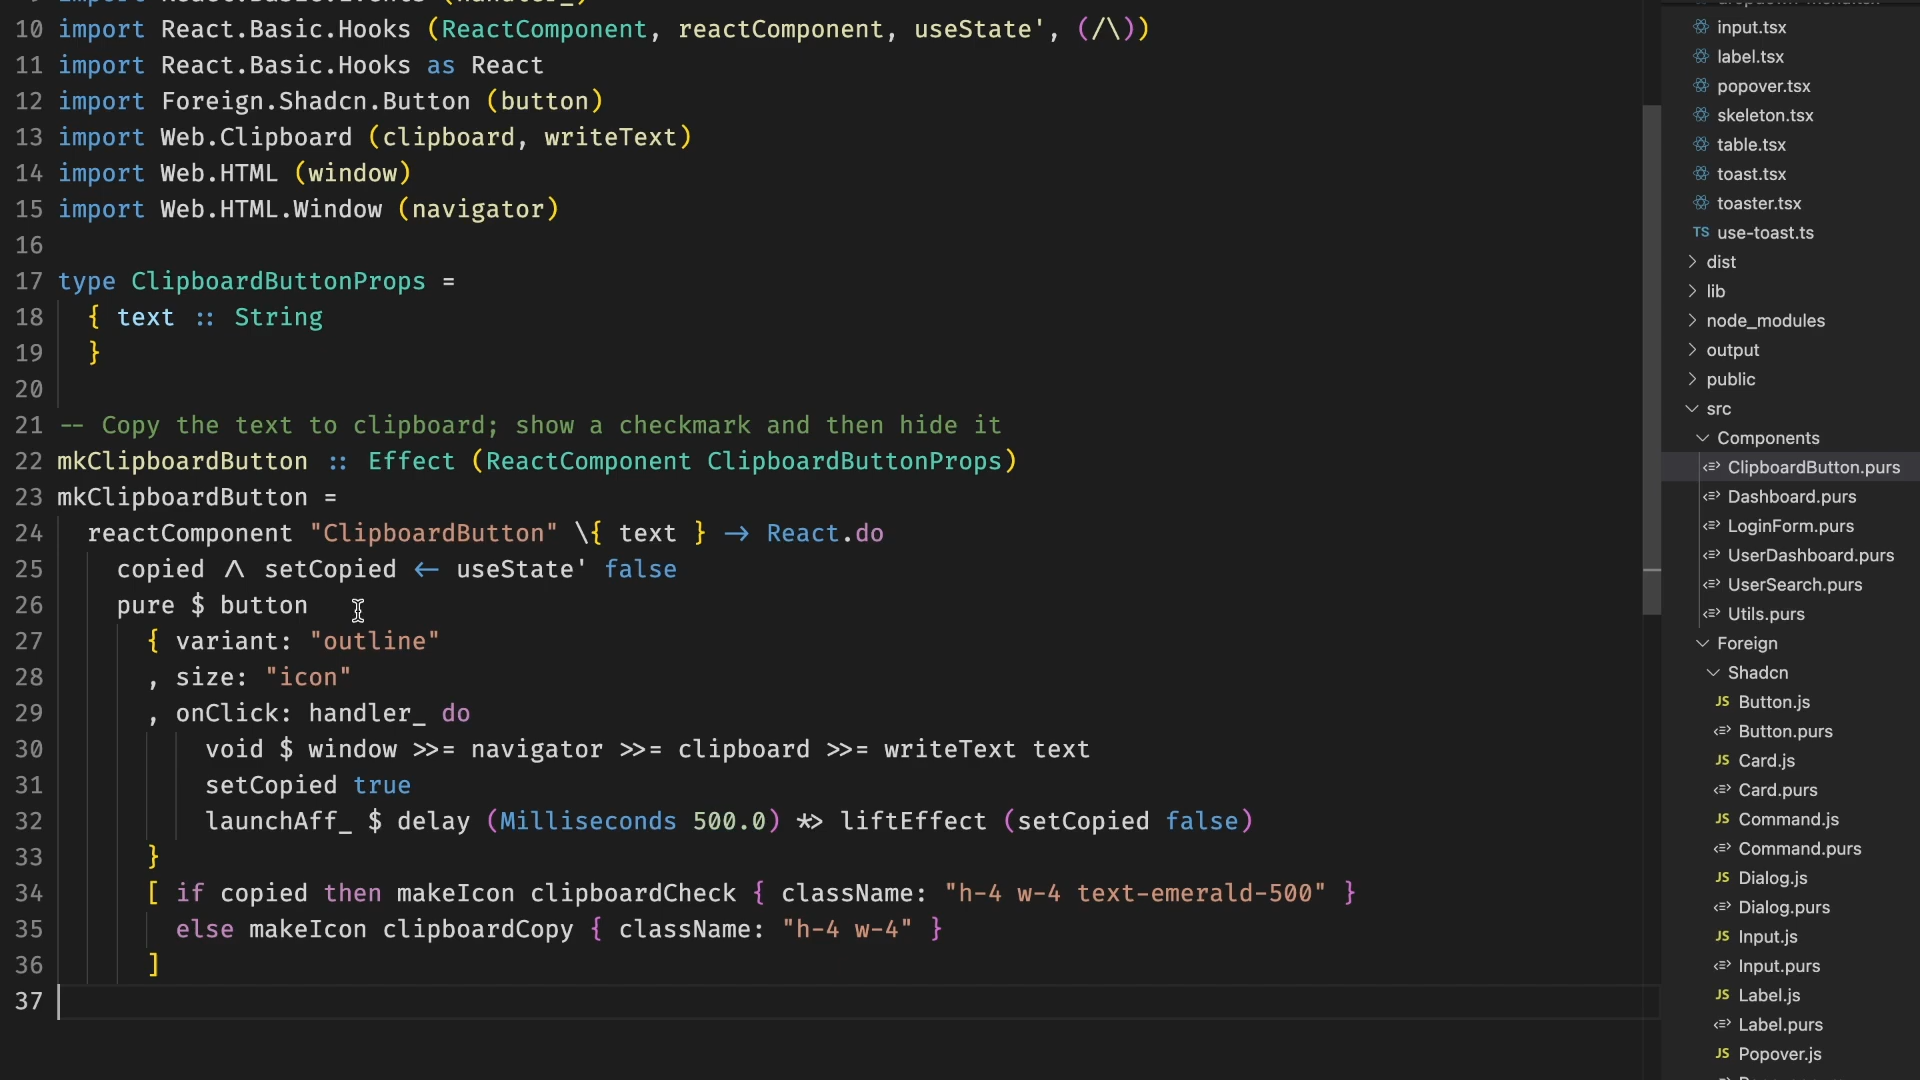 10 import React.Basic.Hooks (ReactComponent, reactComponent, useState', (/\))
11 import React.Basic.Hooks as React
12 import Foreign.Shadcn.Button (button)
13 import Web.Clipboard (clipboard, writeText)
14 import Web.HTML (window)
15 import Web.HTML.Window (navigator)
16
17 type ClipboardButtonProps =
18 { text :: String
19 }
20
21 -- Copy the text to clipboard; show a checkmark and then hide it
22 mkClipboardButton :: Effect (ReactComponent ClipboardButtonProps)
23 mkClipboardButton =
24 reactComponent "ClipboardButton" \{ text } -> React.do
25 copied /\ setCopied <- useState' false
26 pure $ button
27 { variant: "outline"
28 , size: "icon"
29 , onClick: handler_ do
30 void $ window >>= navigator >>= clipboard >>= writeText text
31 setCopied true
32 launchAff_ $ delay (Milliseconds 500.0) *> liftEffect (setCopied false)
33 }
34 [ if copied then makeIcon clipboardCheck { className: "h-4 w-4 text-emerald-500" }
35 else makeIcon clipboardCopy { className: "h-4 w-4" }
36 ]
37
input.tsx
label.tsx
popover.tsx
skeleton.tsx
table.tsx
toast.tsx
toaster.tsx
TS use-toast.ts
dist
lib
node_modules
output
public
src
Components
ClipboardButton.purs
Dashboard.purs
LoginForm.purs
UserDashboard.purs
UserSearch.purs
Utils.purs
Foreign
Shadcn
JS Button.js
Button.purs
JS Card.js
Card.purs
JS Command.js
Command.purs
JS Dialog.js
Dialog.purs
JS Input.js
Input.purs
JS Label.js
Label.purs
JS Popover.js